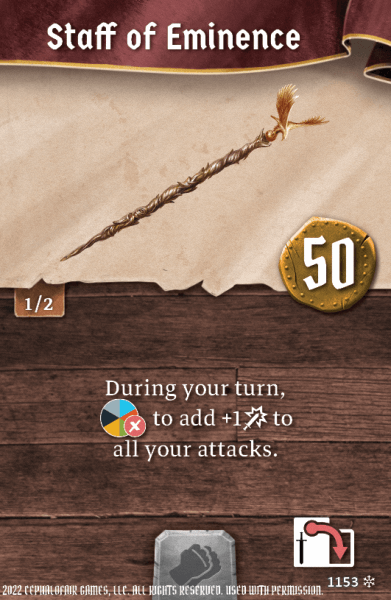 Staff of Eminence
50
1/2
During your turn,
to add +1 to
all your attacks.
1153
2022 CEPHALOFAIR GAMES, LLC. ALL RIGHTS RESERVED. USED WITH PERMISSION.